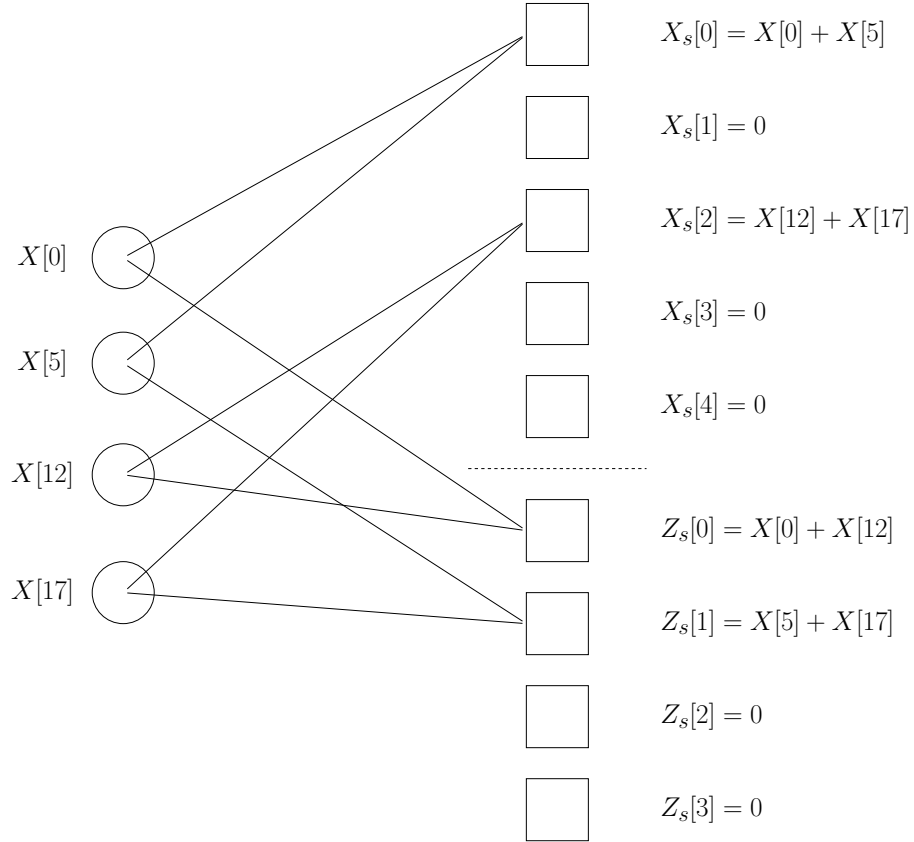 X_s[0] = X[0] + X[5]
X_s[1] = 0
X_s[2] = X[12] + X[17]
X[0]
X_s[3] = 0
X[5]
X_s[4] = 0
X[12]
Z_s[0] = X[0] + X[12]
X[17]
Z_s[1] = X[5] + X[17]
Z_s[2] = 0
Z_s[3] = 0